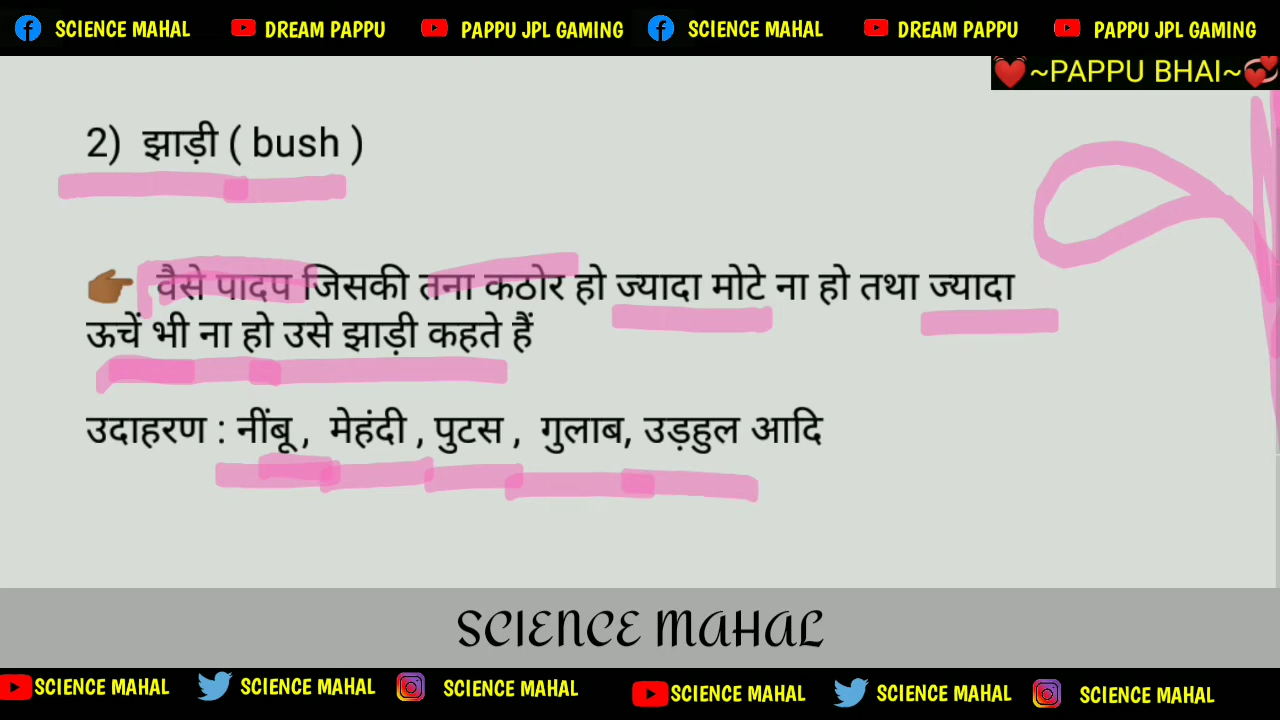 SCIENCE MAHAL DREAM PAPPU PAPPU JPL GAMING SCIENCE MAHAL DREAM PAPPU PAPPU JPL GAMING
~PAPPU BHAI~
2) झाड़ी ( bush )
वैसे पादप जिसकी तना कठोर हो ज्यादा मोटे ना हो तथा ज्यादा
ऊचें भी ना हो उसे झाड़ी कहते हैं
उदाहरण : नींबू , मेहंदी , पुटस , गुलाब, उड़हुल आदि
SCIENCE MAHAL
SCIENCE MAHAL SCIENCE MAHAL SCIENCE MAHAL SCIENCE MAHAL SCIENCE MAHAL SCIENCE MAHAL